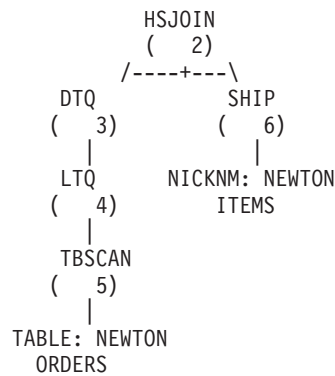 HSJOIN
(   2)
/----+---\
DTQ SHIP
(   3) (   6)
| |
LTQ NICKNM: NEWTON
(   4) ITEMS
|
TBSCAN
(   5)
|
TABLE: NEWTON
ORDERS